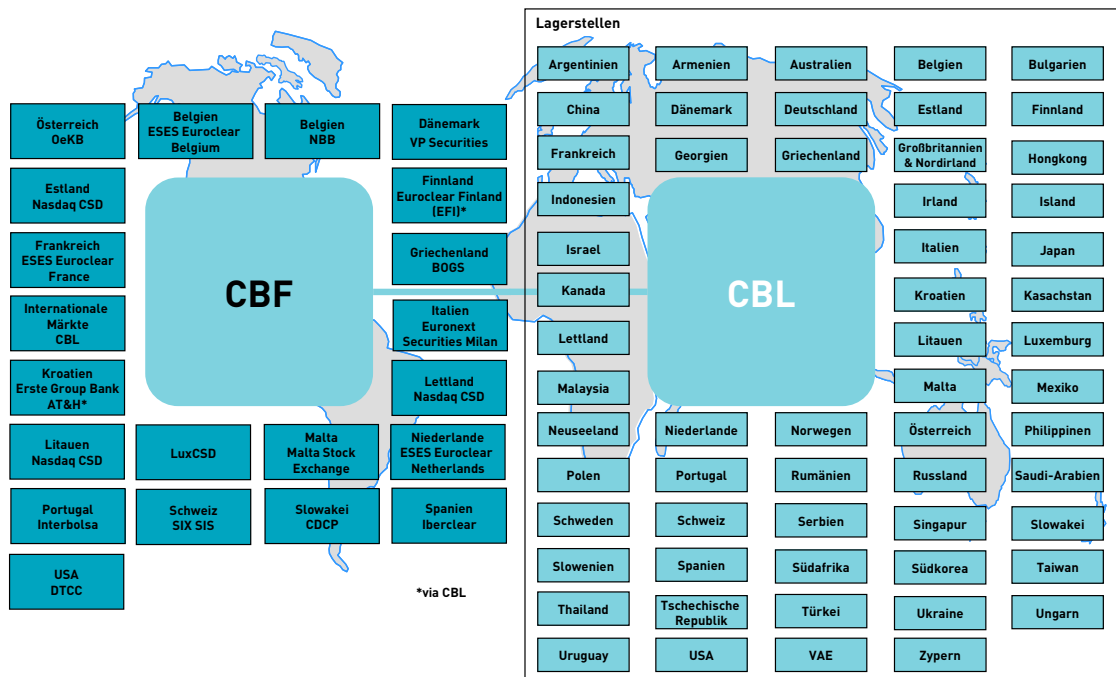 Österreich
OeKB
Belgien
ESES Euroclear
Belgium
Belgien
NBB
Dänemark
VP Securities
Estland
Nasdaq CSD
Finnland
Euroclear Finland
(EFI)*
Frankreich
ESES Euroclear
France
Griechenland
BOGS
CBF
Internationale
Märkte
CBL
Italien
Euronext
Securities Milan
Kroatien
Erste Group Bank
AT&H*
Lettland
Nasdaq CSD
Litauen
Nasdaq CSD
LuxCSD
Malta
Malta Stock
Exchange
Niederlande
ESES Euroclear
Netherlands
Portugal
Interbolsa
Schweiz
SIX SIS
Slowakei
CDCP
Spanien
Iberclear
USA
DTCC
*via CBL
Lagerstellen
Argentinien
Armenien
Australien
Belgien
Bulgarien
China
Dänemark
Deutschland
Estland
Finnland
Frankreich
Georgien
Griechenland
Großbritannien
& Nordirland
Hongkong
Indonesien
Irland
Island
Israel
Italien
Japan
CBL
Kanada
Kroatien
Kasachstan
Lettland
Litauen
Luxemburg
Malaysia
Malta
Mexiko
Neuseeland
Niederlande
Norwegen
Österreich
Philippinen
Polen
Portugal
Rumänien
Russland
Saudi-Arabien
Schweden
Schweiz
Serbien
Singapur
Slowakei
Slowenien
Spanien
Südafrika
Südkorea
Taiwan
Thailand
Tschechische
Republik
Türkei
Ukraine
Ungarn
Uruguay
USA
VAE
Zypern